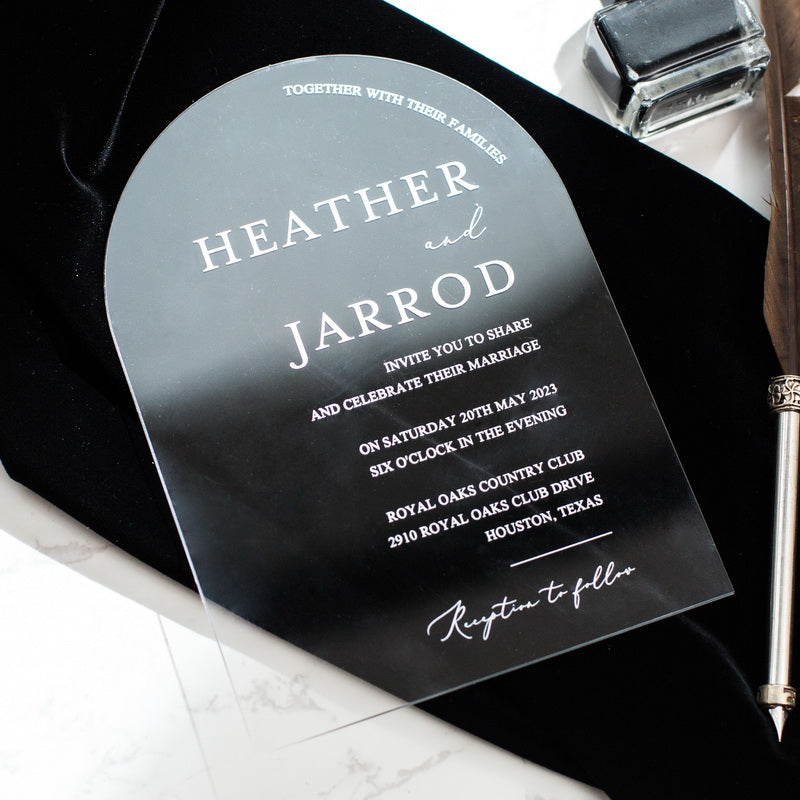 TOGETHER WITH THEIR FAMILIES
HEATHER
and
JARROD
INVITE YOU TO SHARE
AND CELEBRATE THEIR MARRIAGE
ON SATURDAY 20TH MAY 2023
SIX O'CLOCK IN THE EVENING
ROYAL OAKS COUNTRY CLUB
2910 ROYAL OAKS CLUB DRIVE
HOUSTON, TEXAS
Reception to follow